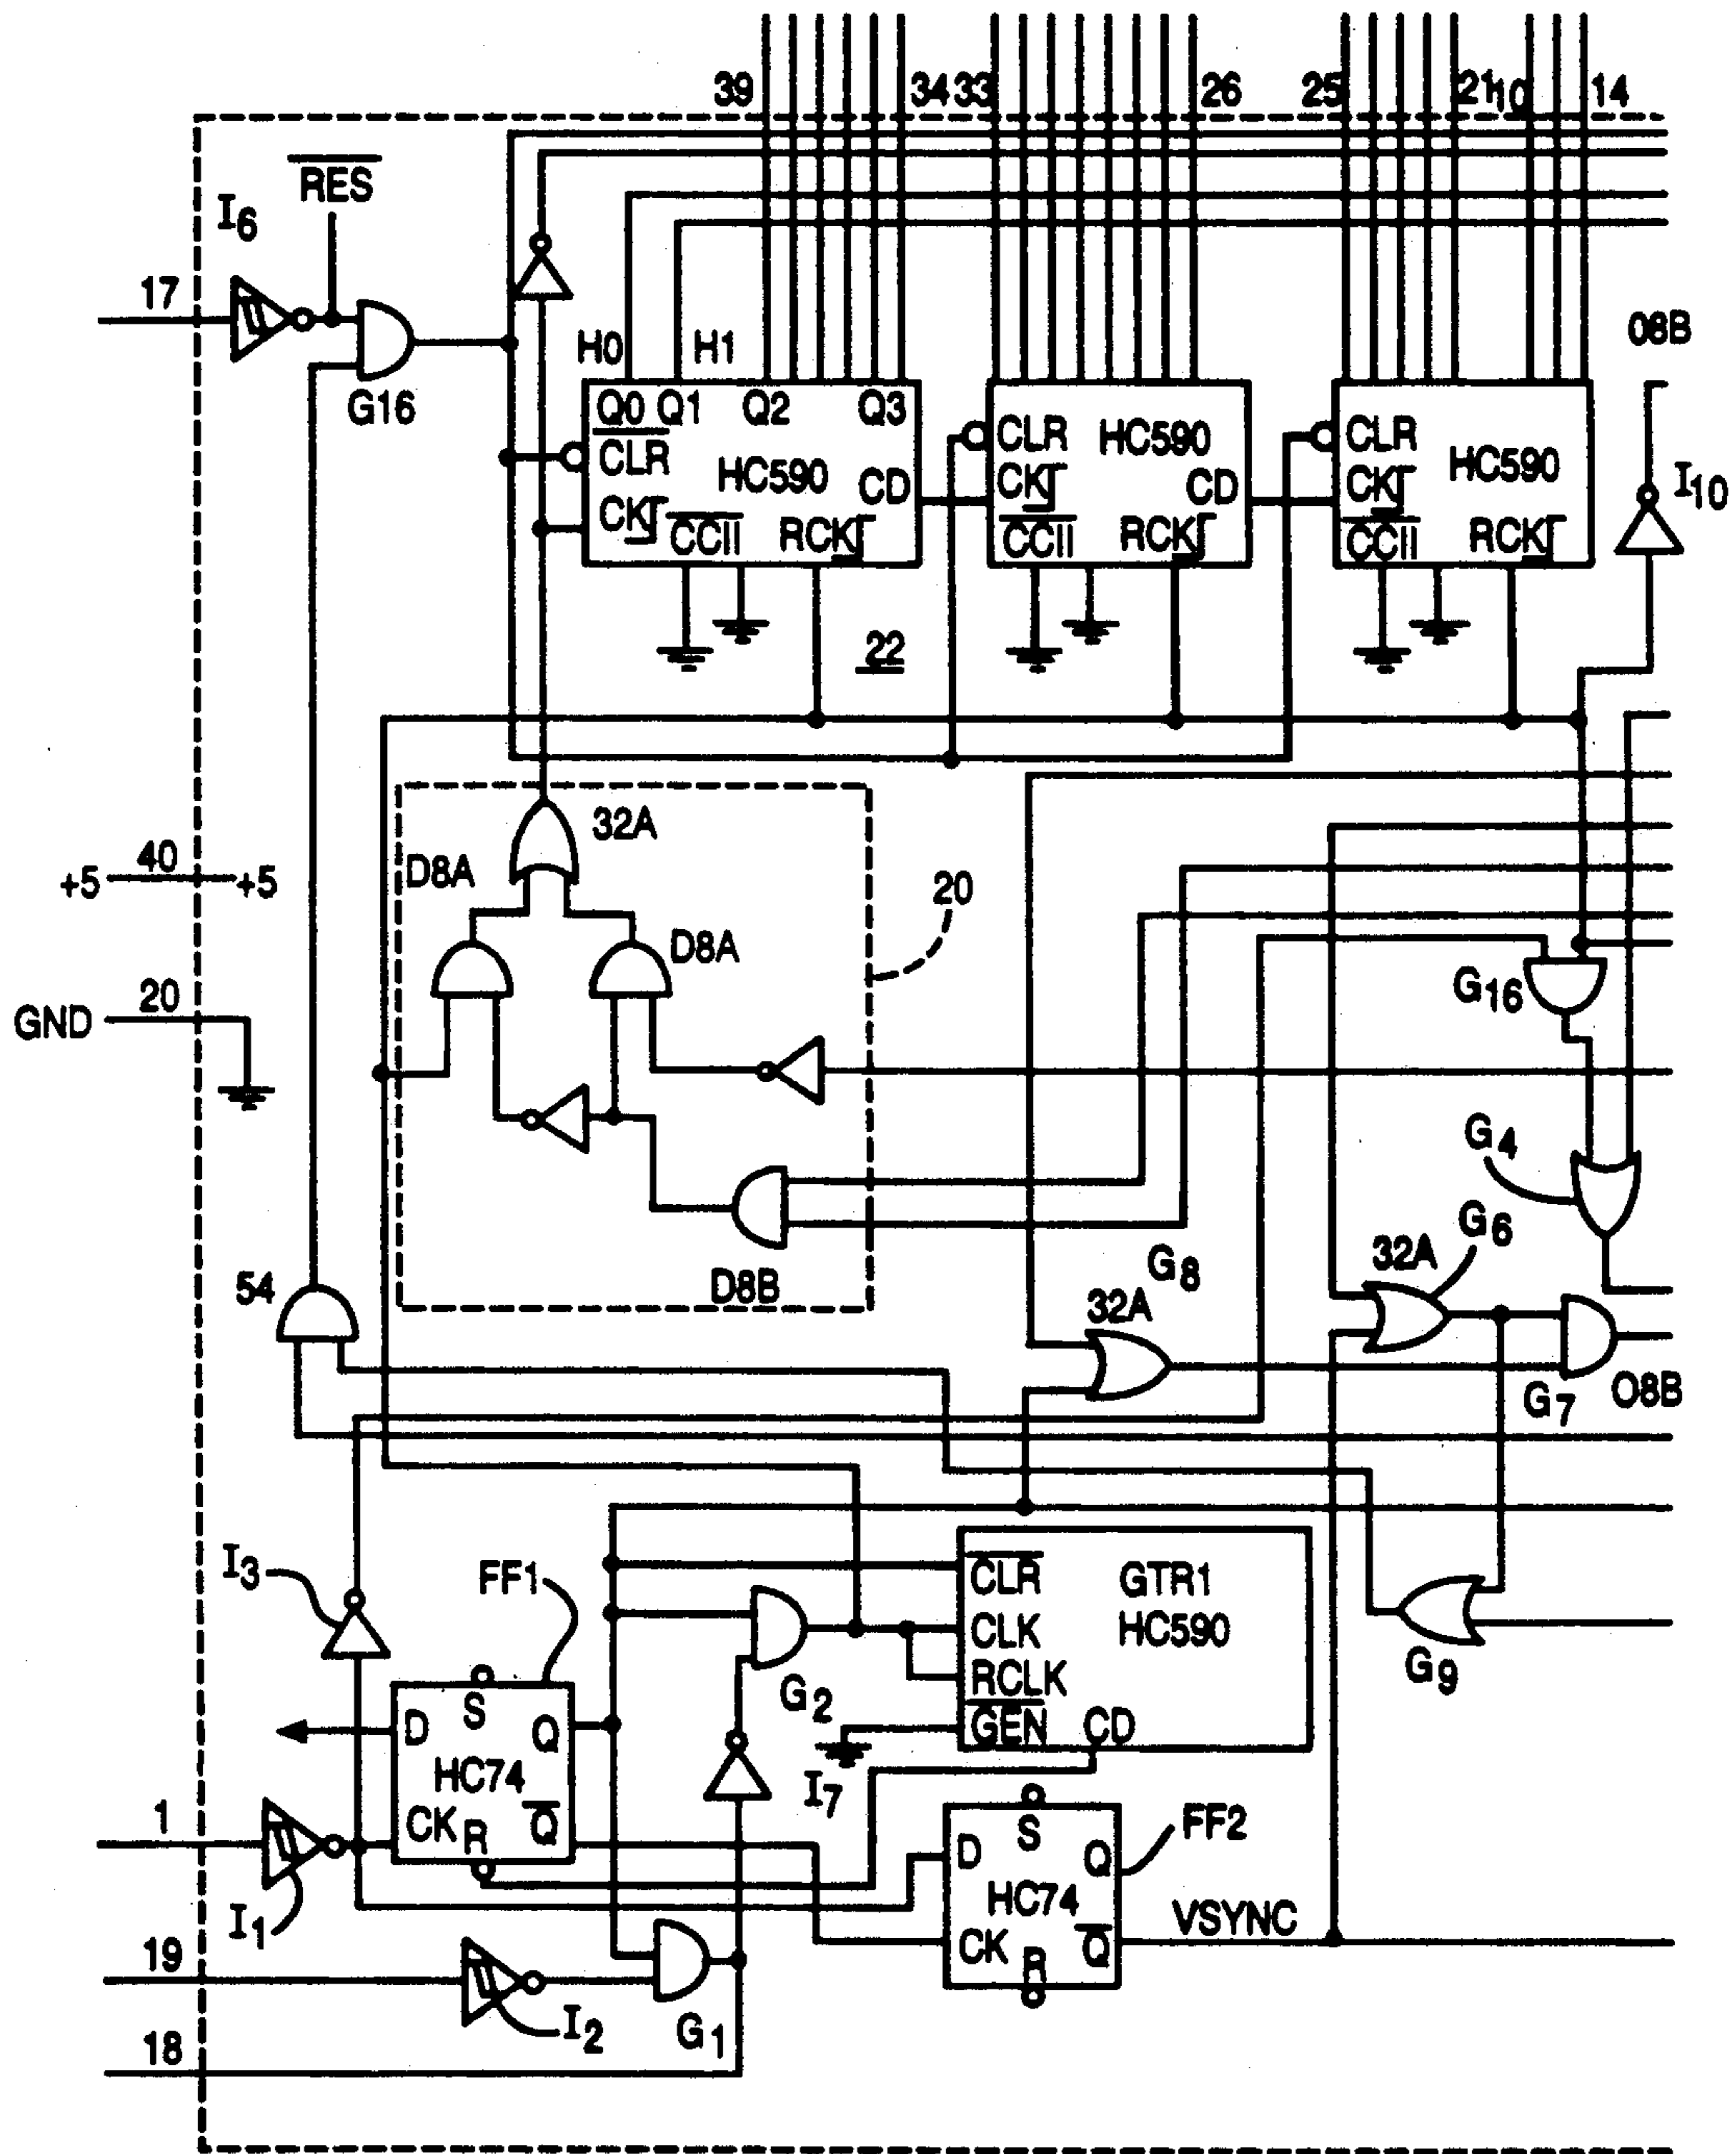 39 34 33 26 25 21 10 14
RES
I6
17
G16
H0 H1
08B
I10
Q0 Q1 Q2 Q3
CLR
HC590
CK
CD
CCII
RCK
CLR HC590
CK
CD
CCII
RCK
CLR
HC590
CK
CCII
RCK
22
32A
D8A
D8A
20
+5 40 +5
GND 20
G16
G4
G6
32A
G8
D8B
54
32A
G7 O8B
I3
FF1
CLR
GTR1
CLK
HC590
RCLK
GEN CD
G2
G9
S
D Q
HC74
CK R Q
I7
1
I1
FF2
S
D Q
HC74
CK R Q
VSYNC
19
I2
G1
18